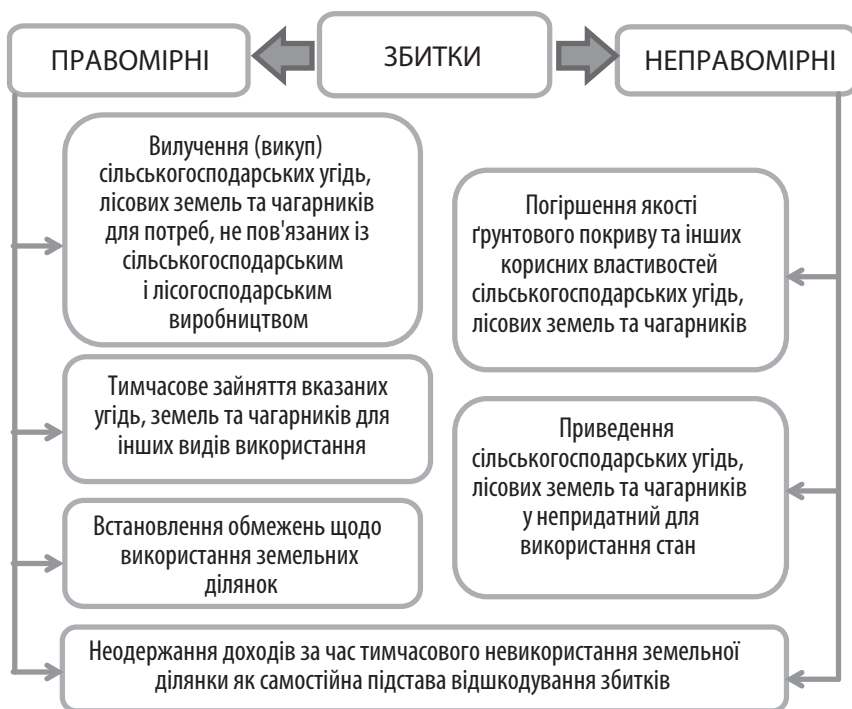 ПРАВОМІРНІ
ЗБИТКИ
НЕПРАВОМІРНІ
Вилучення (викуп)
сільськогосподарських угідь,
лісових земель та чагарників
для потреб, не пов'язаних із
сільськогосподарським
і лісогосподарським
виробництвом
Тимчасове зайняття вказаних
угідь, земель та чагарників для
інших видів використання
Встановлення обмежень щодо
використання земельних
ділянок
Погіршення якості
ґрунтового покриву та інших
корисних властивостей
сільськогосподарських угідь,
лісових земель та чагарників
Приведення
сільськогосподарських угідь,
лісових земель та чагарників
у непридатний для
використання стан
Неодержання доходів за час тимчасового невикористання земельної
ділянки як самостійна підстава відшкодування збитків